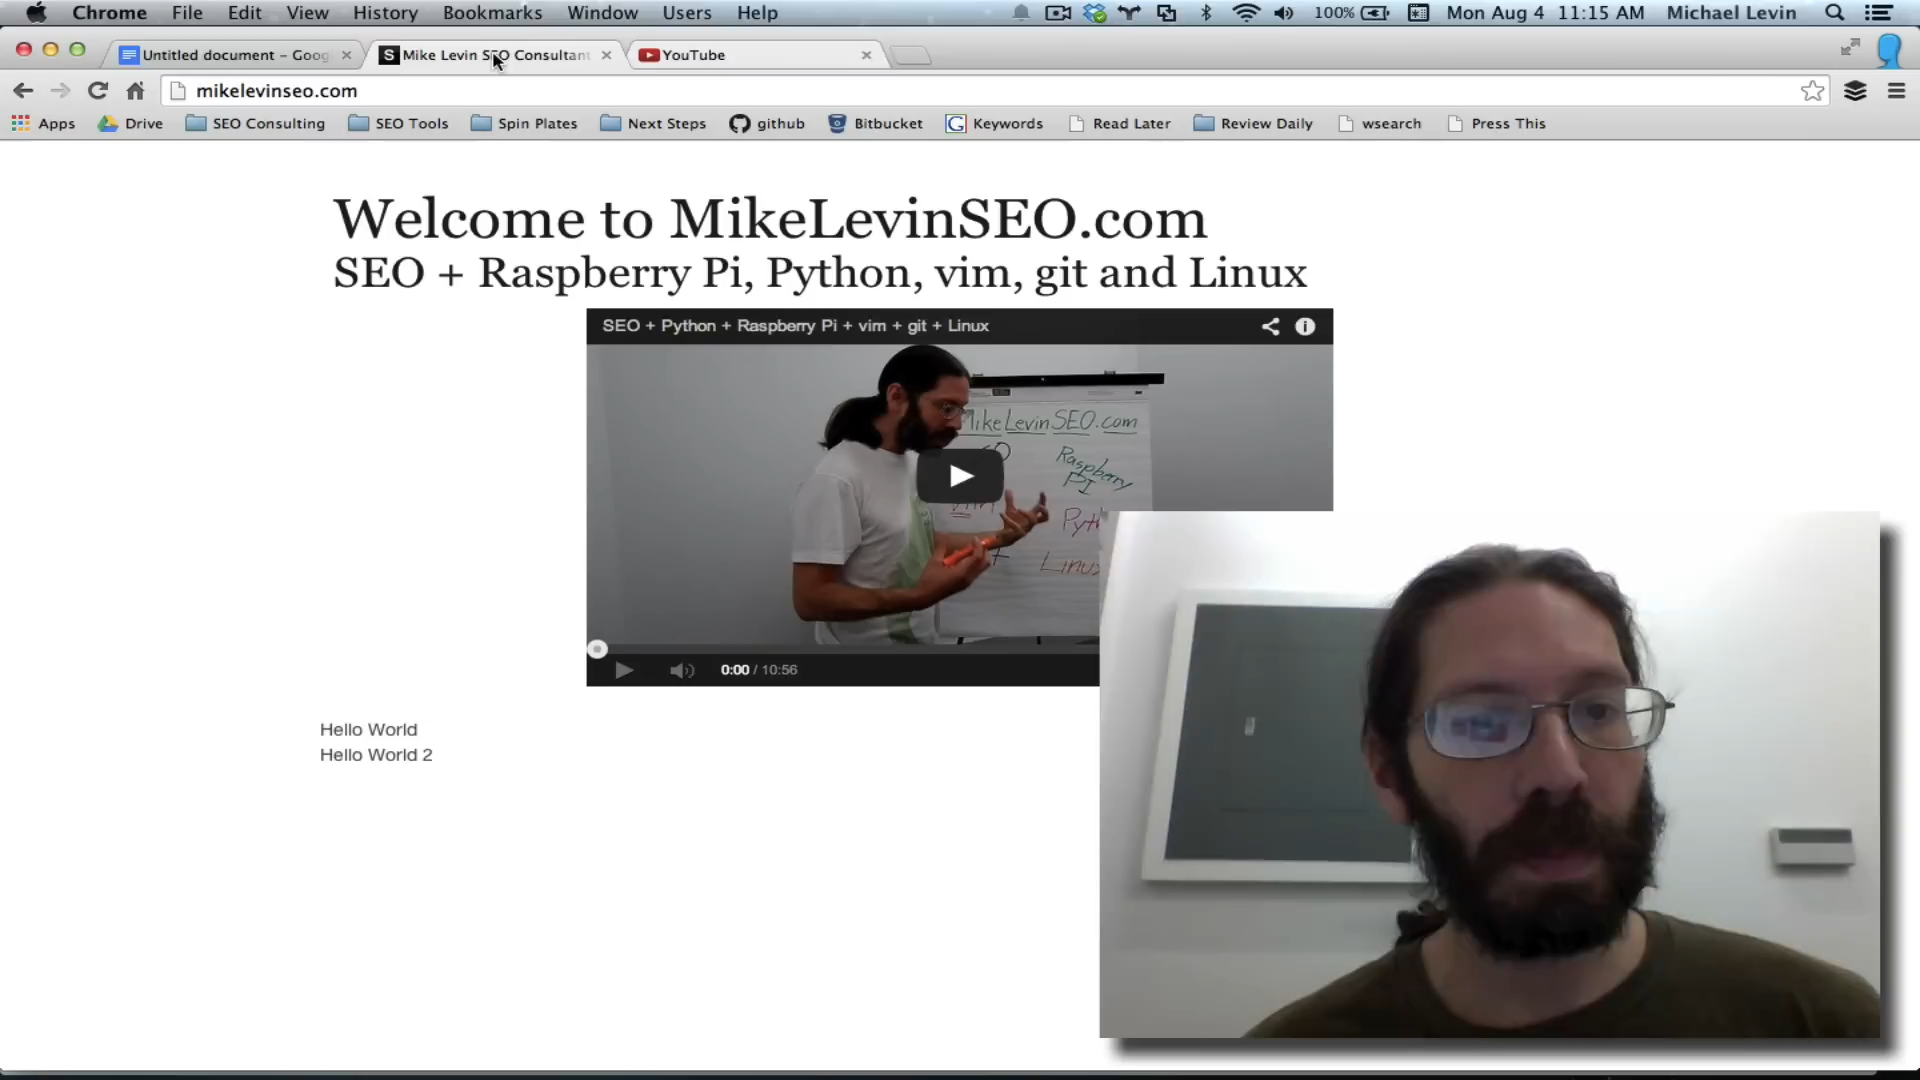 Chrome File Edit View History Bookmarks Window Users Help 100% Mon Aug 4 11:15 AM Michael Levin
Untitled document - Goog Mike Levin SEO Consultant YouTube
mikelevinseo.com
Apps Drive SEO Consulting SEO Tools Spin Plates Next Steps github Bitbucket Keywords Read Later Review Daily wsearch Press This
Welcome to MikeLevinSEO.com
SEO + Raspberry Pi, Python, vim, git and Linux
SEO + Python + Raspberry Pi + vim + git + Linux
MikeLevinSEO.com
Raspberry
PI
vim
Pyth
Linux
0:00 / 10:56
Hello World
Hello World 2